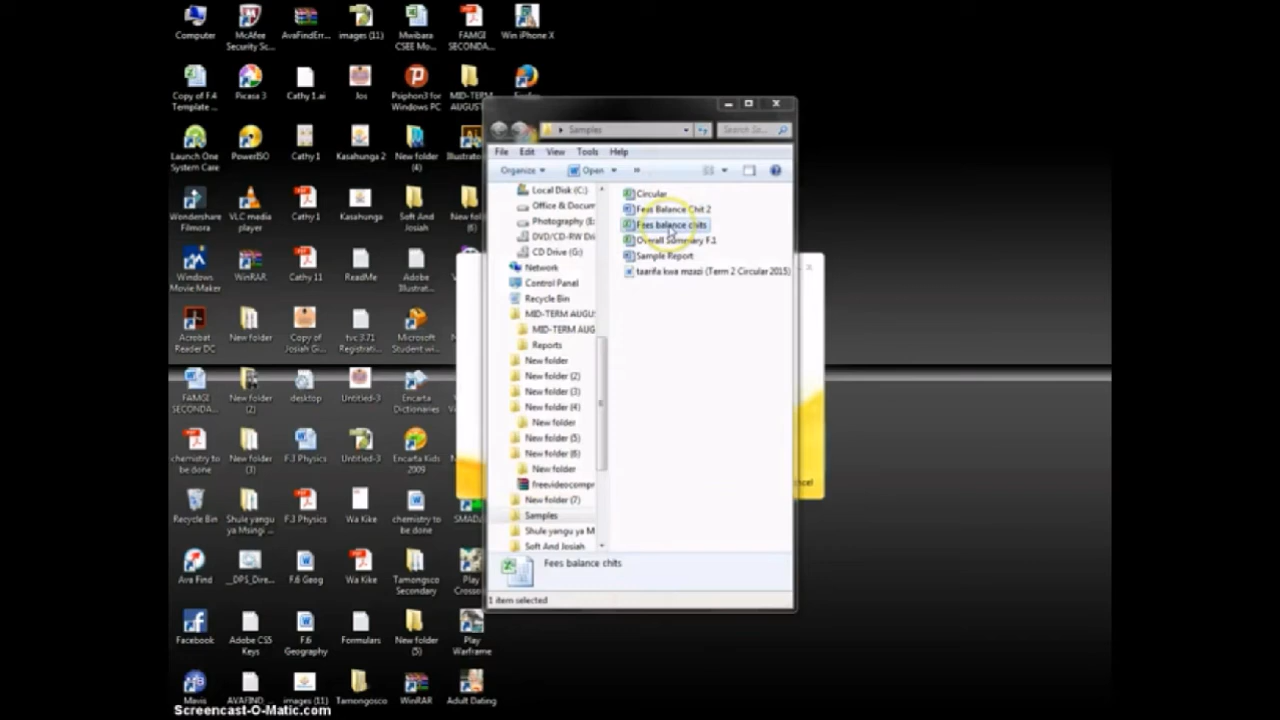 Computer
McAfee
Security Sc...
AvaFindErr...
images (11)
Mwibara
CSEE Mo...
FAMGI
SECONDA...
Win iPhone X
Copy of F.4
Template ...
Picasa 3
Cathy 1.ai
Jos
Psiphon3 for
Windows PC
MID-TERM
AUGUST
Launch One
System Care
PowerISO
Cathy 1
Kasahunga 2
New folder
(4)
Illustrator
Wondershare
Filmora
VLC media
player
Cathy 1
Kasahunga
Soft And
Josiah
New fo
(6)
Windows
Movie Maker
WinRAR
Cathy 11
ReadMe
Adobe
Illustrat...
Acrobat
Reader DC
New folder
Copy of
Josiah Gi...
tvc 3.71
Registrati...
Microsoft
Student wi...
FAMGI
SECONDA...
New folder
(2)
desktop
Untitled-3
Encarta
Dictionaries
chemistry to
be done
New folder
(3)
F.3 Physics
Untitled-3
Encarta Kids
2009
Recycle Bin
Shule yangu
ya Msingi ...
F.3 Physics
Wa Kike
chemistry to
be done
SMAD
Ava Find
__DPS_Dire...
F.6 Geog
Wa Kike
Tamongsco
Secondary
Play
Crosso
Facebook
Adobe CS5
Keys
F.6
Geography
Formulars
New folder
(5)
Play
Warframe
Mavis
AVAFIND
images (11)
Tamongosco
WinRAR
Adult Dating
Samples
Search Sa...
File Edit View Tools Help
Organize Open »
Local Disk (C:)
Office & Docum
Photography (E:
DVD/CD-RW Dri
CD Drive (G:)
Network
Control Panel
Recycle Bin
MID-TERM AUGU
MID-TERM AUG
Reports
New folder
New folder (2)
New folder (3)
New folder (4)
New folder
New folder (5)
New folder (6)
New folder
freevideocompr
New folder (7)
Samples
Shule yangu ya M
Soft And Josiah
Circular
Fees Balance Chit 2
Fees balance chits
Overall Summary F.1
Sample Report
taarifa kwa mzazi (Term 2 Circular 2015)
Fees balance chits
1 item selected
Screencast-O-Matic.com